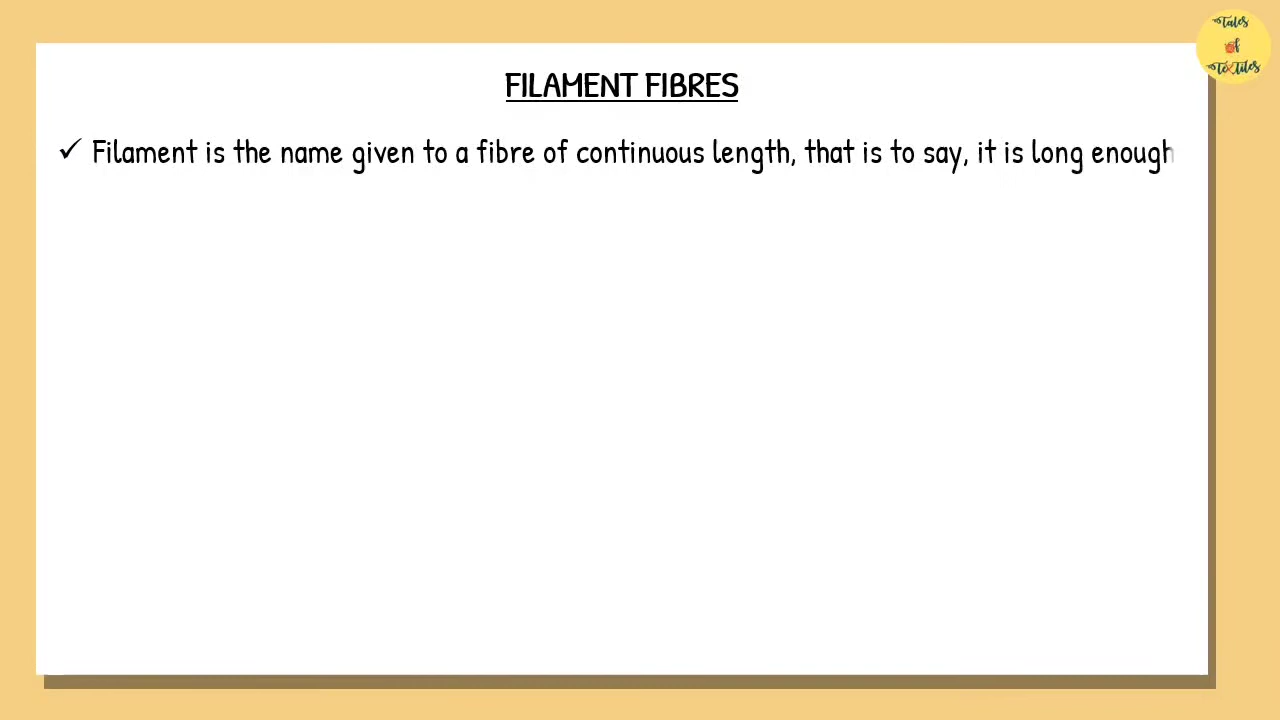 Tales
of
Textiles
FILAMENT FIBRES
✓ Filament is the name given to a fibre of continuous length, that is to say, it is long enough